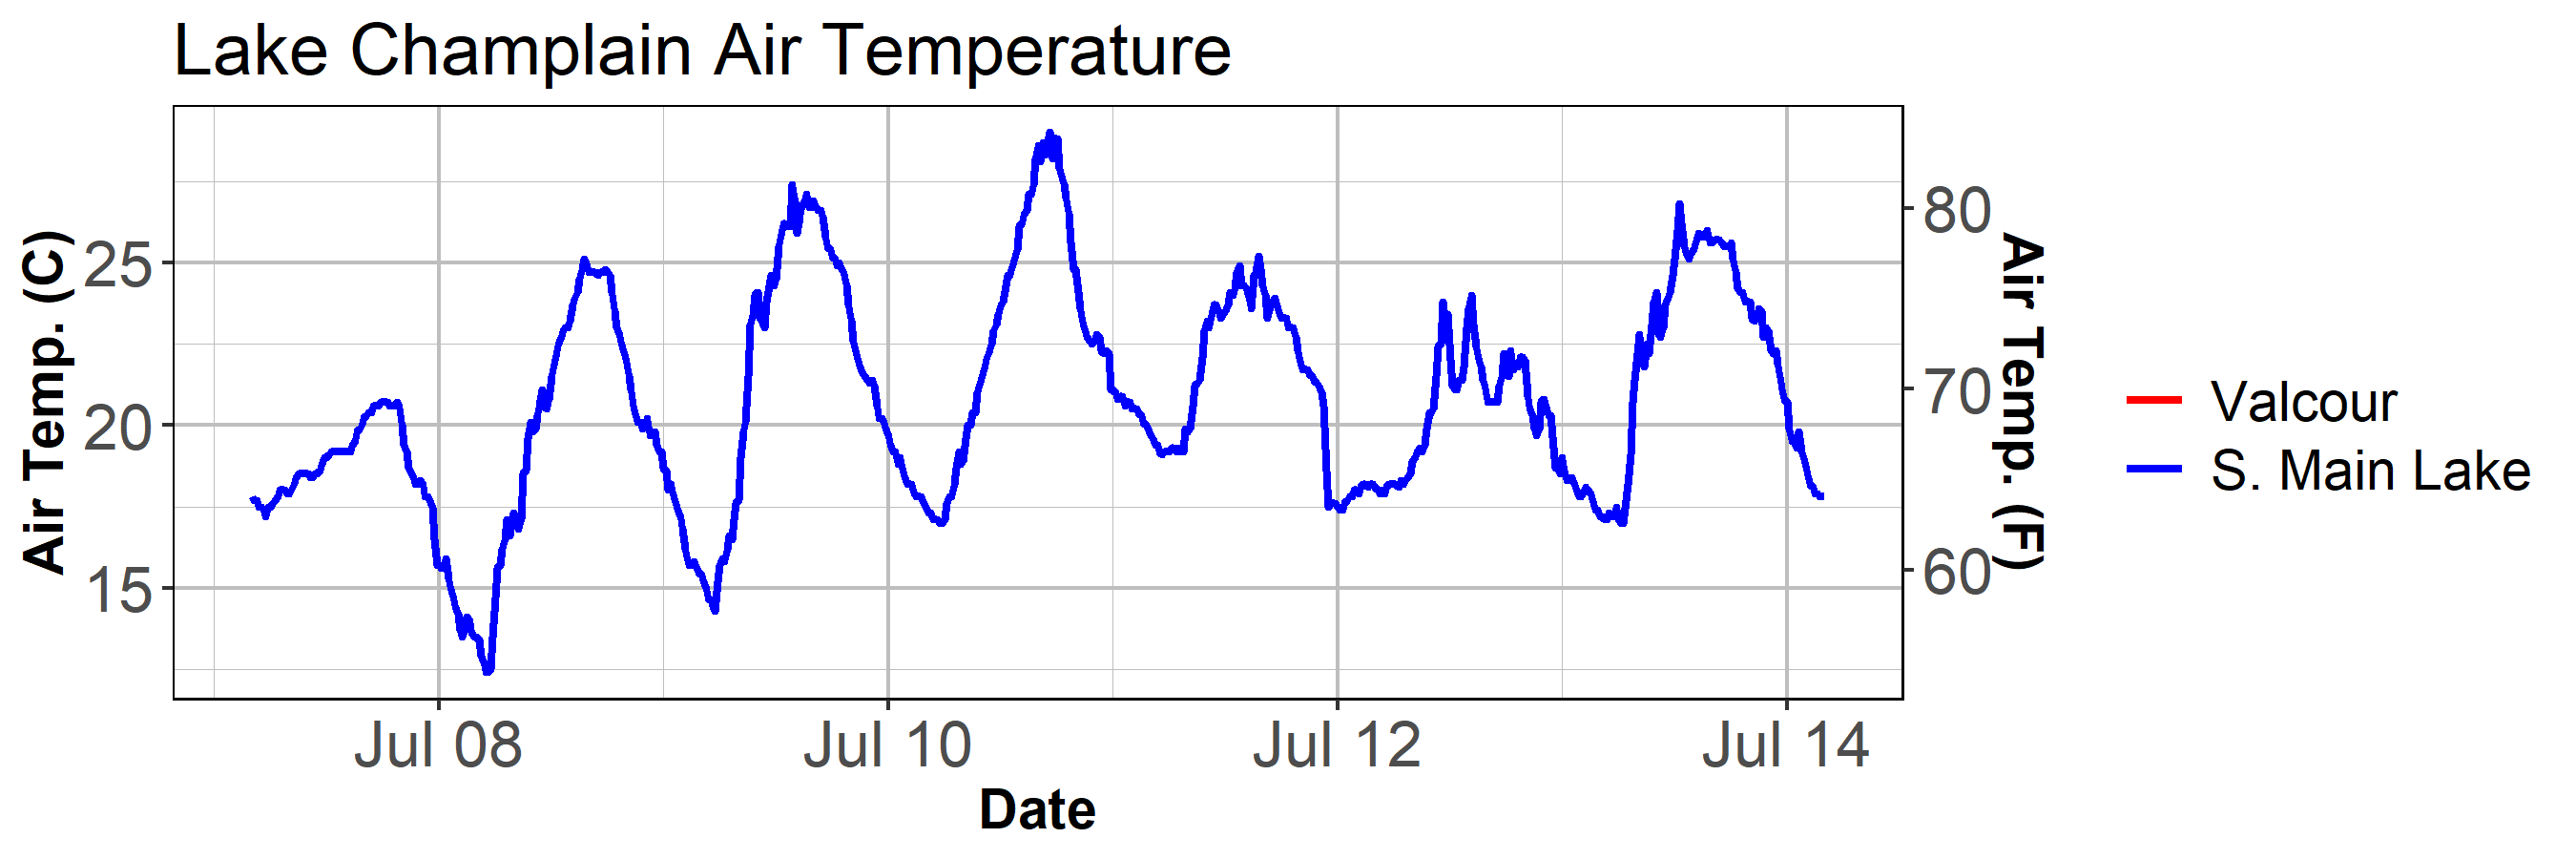 Lake Champlain Air Temperature
Air Temp. (C)
25
20
15
80
70
60
Air Temp. (F)
Valcour
S. Main Lake
Jul 08
Jul 10
Jul 12
Jul 14
Date